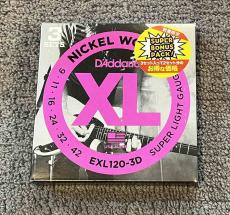 3
SETS
NICKEL WO
D'Addario
9 - 11 - 16 - 24 - 32 - 42
XL
EXL120-3D
SUPER LIGHT GAUG
SUPER
BONUS
PACK!
お得な価格